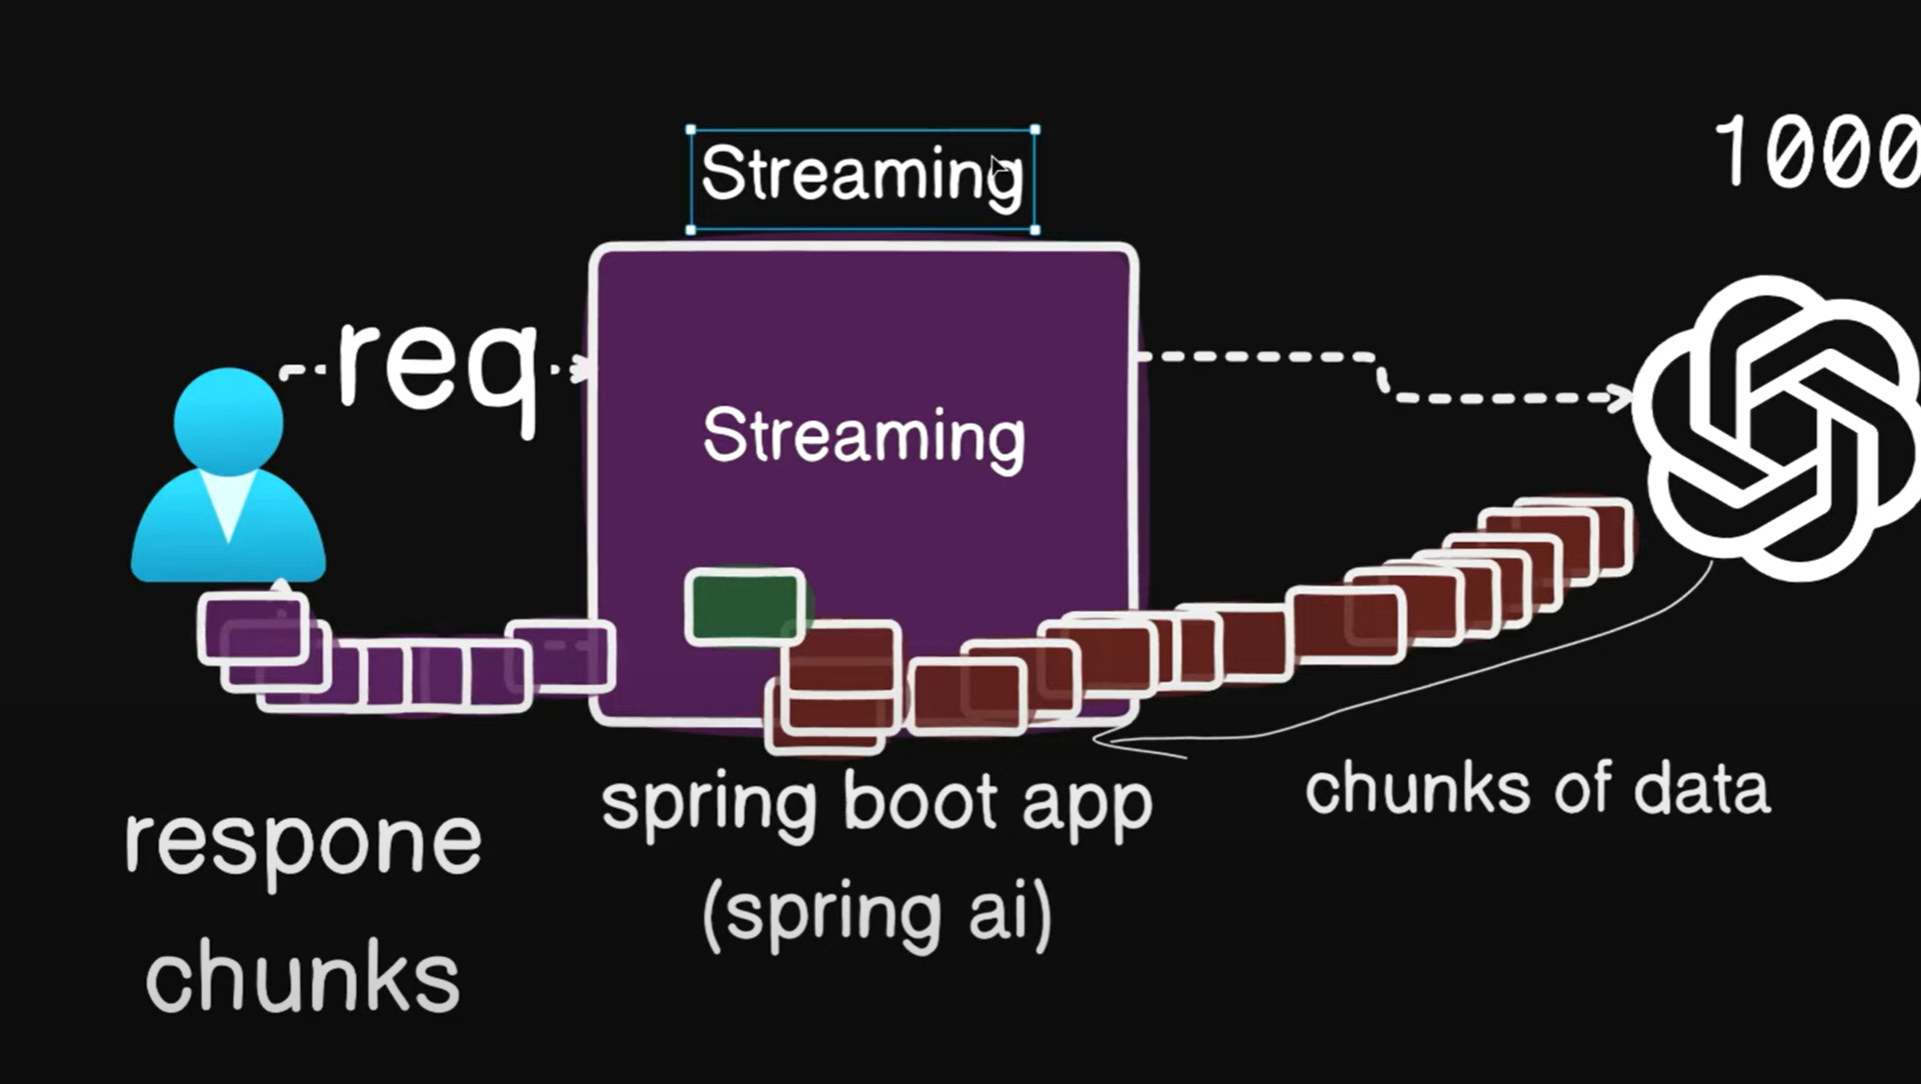 Streaming
1000
req
Streaming
chunks of data
spring boot app
(spring ai)
respone
chunks